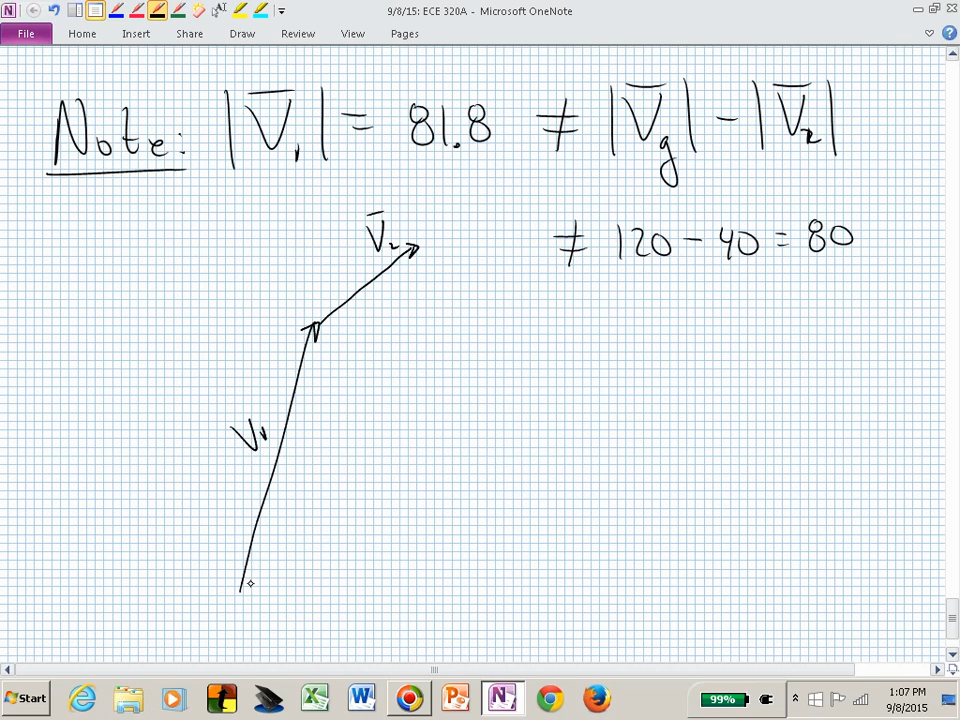 9/8/15: ECE 320A - Microsoft OneNote
File Home Insert Share Draw Review View Pages
Note: |V̅₁| = 81.8 ≠ |V̅g| - |V̅₂|
≠ 120 - 40 = 80
V̅₂
V₁
Start 99% 1:07 PM
9/8/2015